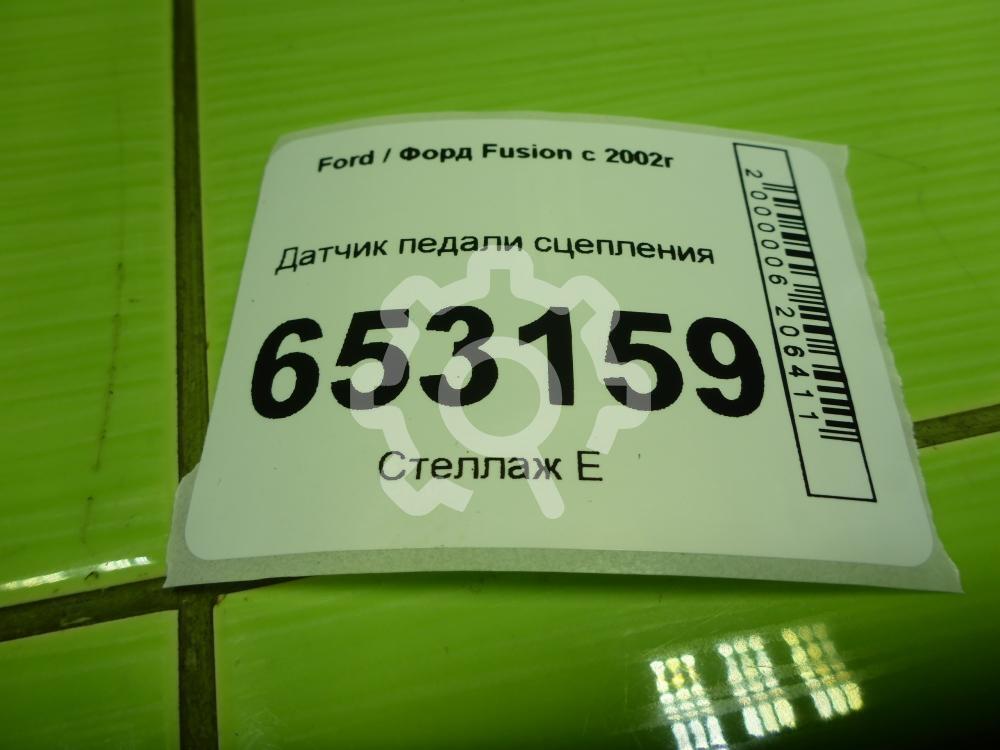 Ford / Форд Fusion с 2002г
Датчик педали сцепления
653159
Стеллаж Е
2000006206411